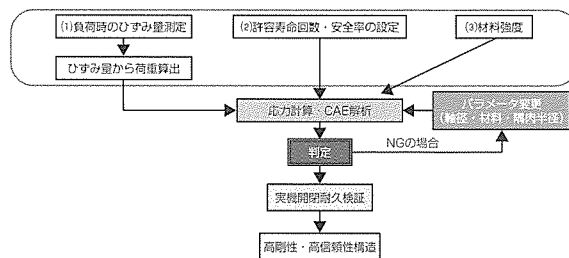 (1)負荷時のひずみ量測定
(2)許容寿命回数・安全率の設定
(3)材料強度
ひずみ量から荷重算出
応力計算・CAE解析
パラメータ変更
(軸径・材料・隅肉半径)
NGの場合
判定
実機開閉耐久検証
高剛性・高信頼性構造